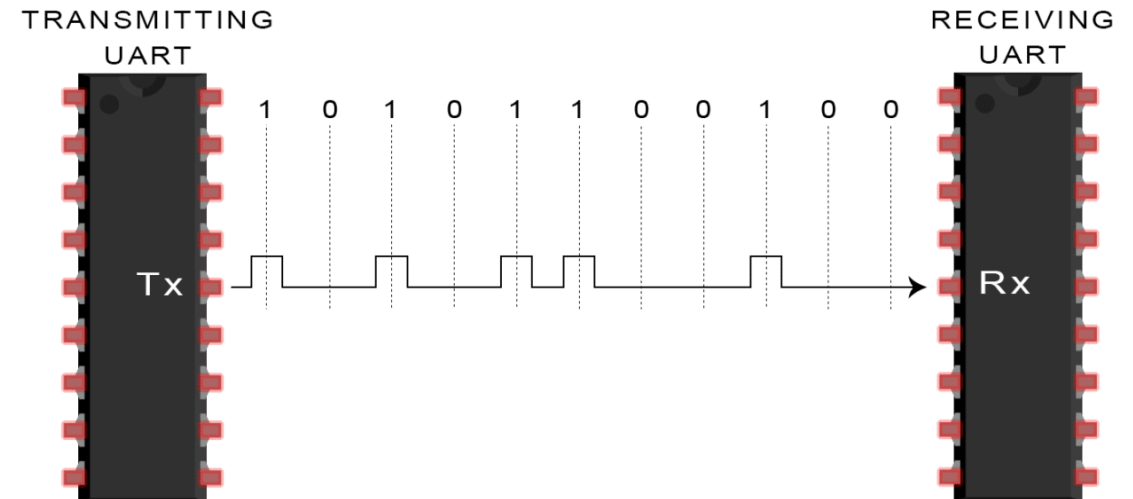 TRANSMITTING
UART
RECEIVING
UART
1 0 1 0 1 1 0 0 1 0 0
Tx
Rx